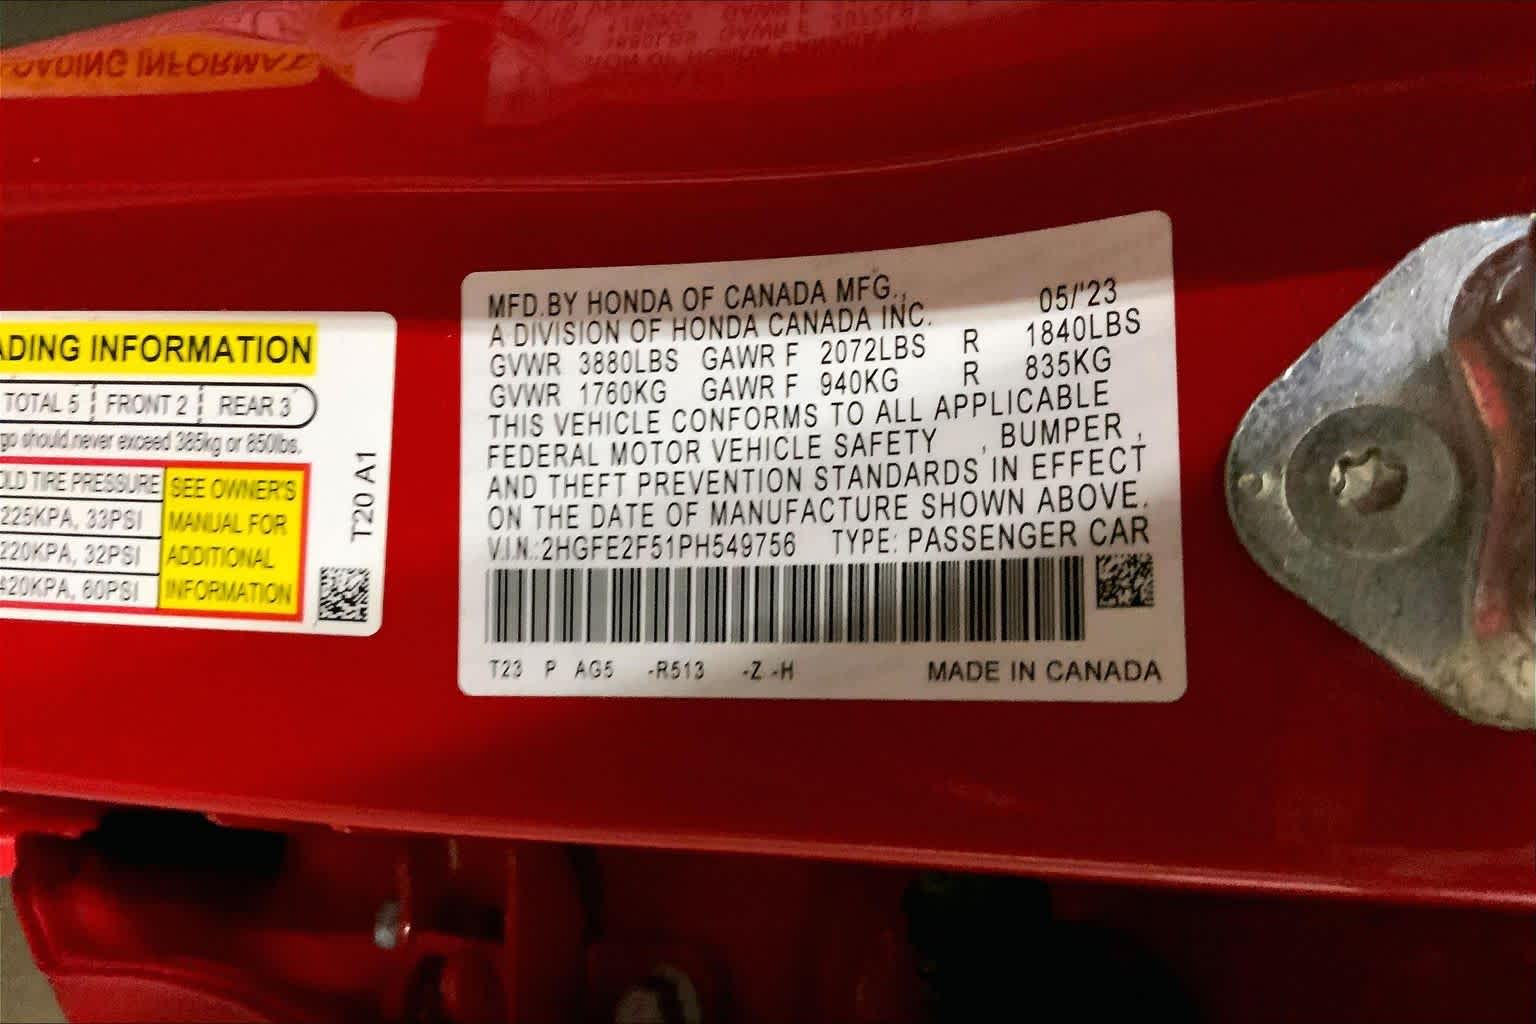 ADING INFORMATION
TOTAL 5 FRONT 2 REAR 3
go should never exceed 385kg or 850lbs.
OLD TIRE PRESSURE
225KPA, 33PSI
220KPA, 32PSI
420KPA, 60PSI
SEE OWNER'S
MANUAL FOR
ADDITIONAL
INFORMATION
T20 A1
MFD.BY HONDA OF CANADA MFG., 05/'23
A DIVISION OF HONDA CANADA INC.
GVWR 3880LBS GAWR F 2072LBS R 1840LBS
GVWR 1760KG GAWR F 940KG R 835KG
THIS VEHICLE CONFORMS TO ALL APPLICABLE
FEDERAL MOTOR VEHICLE SAFETY , BUMPER ,
AND THEFT PREVENTION STANDARDS IN EFFECT
ON THE DATE OF MANUFACTURE SHOWN ABOVE.
V.I.N.:2HGFE2F51PH549756 TYPE: PASSENGER CAR
T23 P AG5 -R513 -Z -H MADE IN CANADA